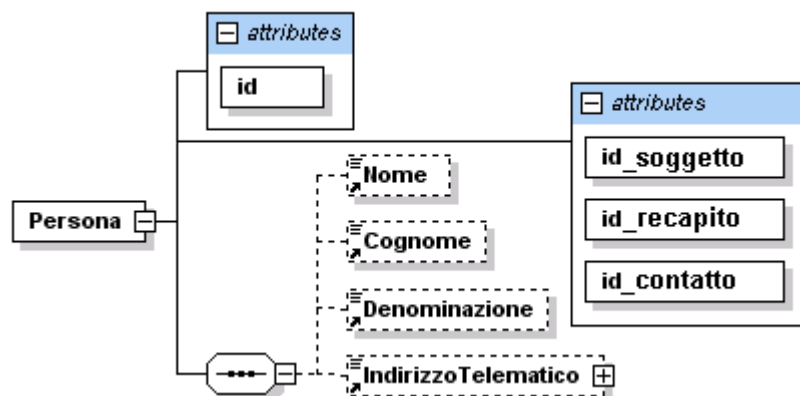 attributes
id
attributes
id_soggetto
Nome
id_recapito
Persona
Cognome
id_contatto
Denominazione
IndirizzoTelematico